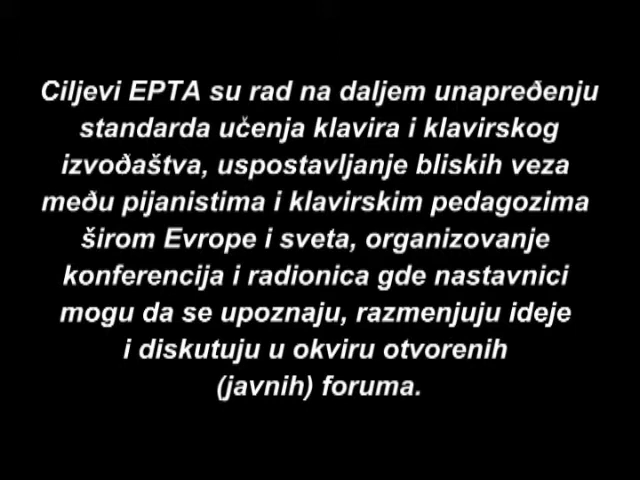 Ciljevi EPTA su rad na daljem unapređenju
standarda učenja klavira i klavirskog
izvođaštva, uspostavljanje bliskih veza
među pijanistima i klavirskim pedagozima
širom Evrope i sveta, organizovanje
konferencija i radionica gde nastavnici
mogu da se upoznaju, razmenjuju ideje
i diskutuju u okviru otvorenih
(javnih) foruma.